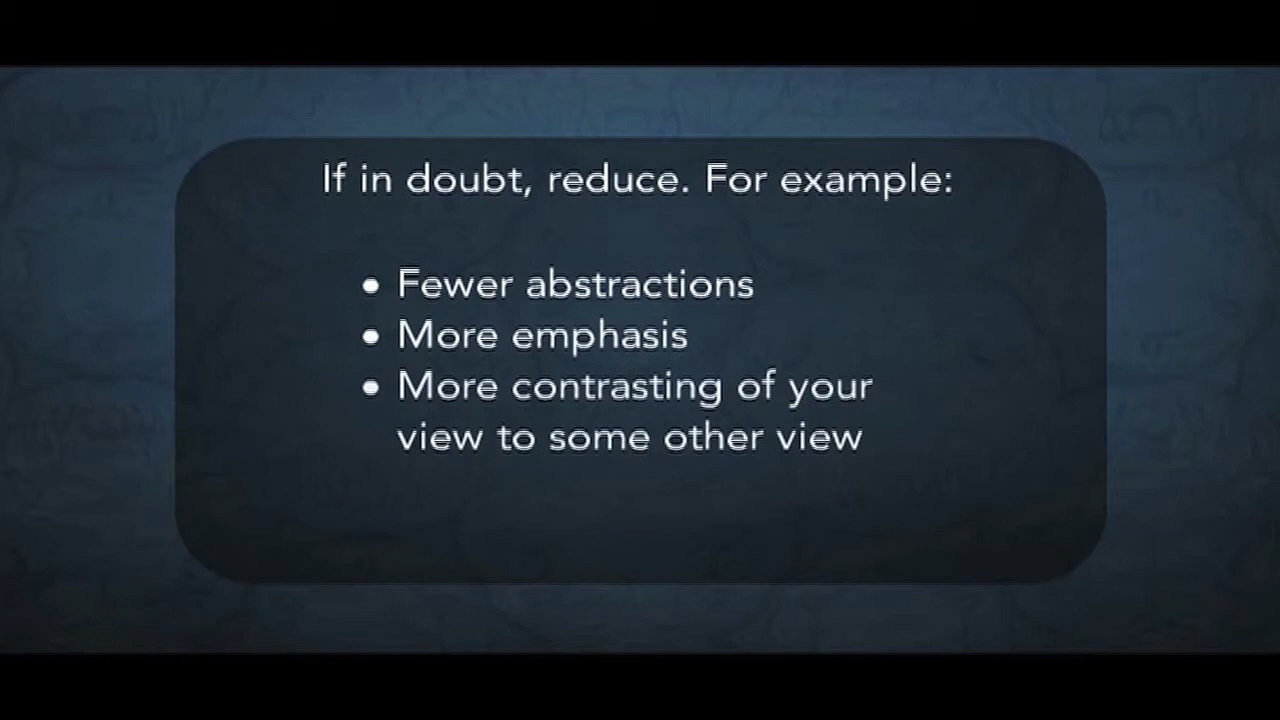 If in doubt, reduce. For example:
• Fewer abstractions
• More emphasis
• More contrasting of your
view to some other view